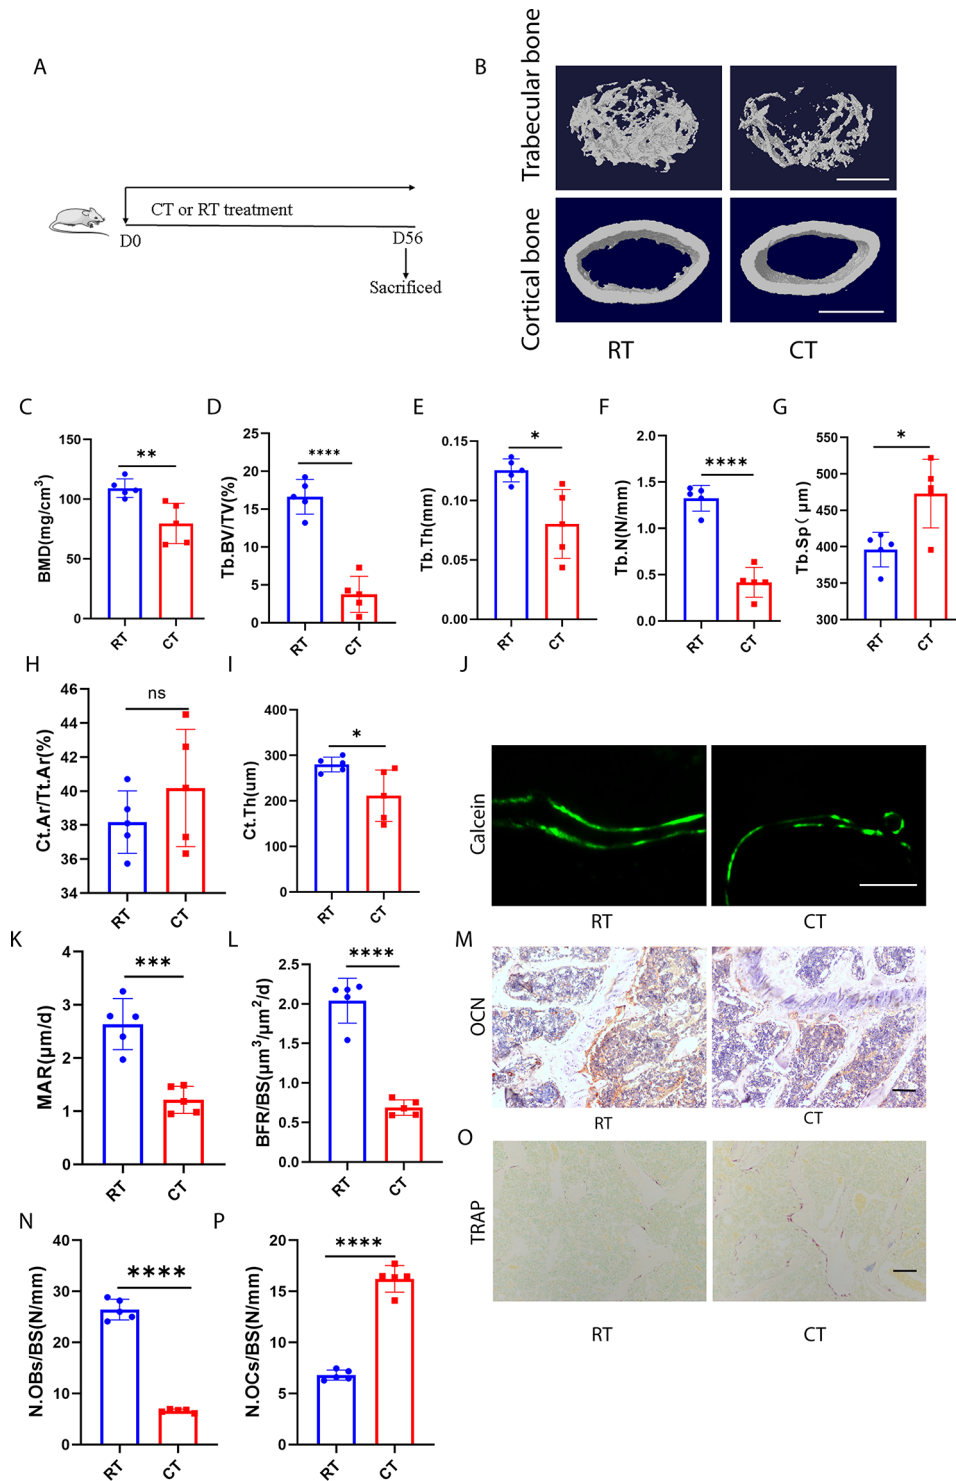 A
CT or RT treatment
D0
D56
Sacrificed
B
Trabecular bone
Cortical bone
RT
CT
C
**
BMD(mg/cm3)
150
100
50
0
RT
CT
D
****
Tb.BV/TV(%)
25
20
15
10
5
0
RT
CT
E
*
Tb.Th(mm)
0.15
0.10
0.05
0.00
RT
CT
F
****
Tb.N(N/mm)
2.0
1.5
1.0
0.5
0.0
RT
CT
G
*
Tb.Sp( μm)
550
500
450
400
350
300
RT
CT
H
ns
Ct.Ar/Tt.Ar(%)
46
44
42
40
38
36
34
RT
CT
I
*
Ct.Th(um)
400
300
200
100
0
RT
CT
J
Calcein
RT
CT
K
***
MAR(μm/d)
4
3
2
1
0
RT
CT
L
****
BFR/BS(μm3/μm2/d)
2.5
2.0
1.5
1.0
0.5
0.0
RT
CT
M
OCN
RT
CT
N
****
N.OBs/BS(N/mm)
40
30
20
10
0
RT
CT
O
TRAP
RT
CT
P
****
N.OCs/BS(N/mm)
20
15
10
5
0
RT
CT